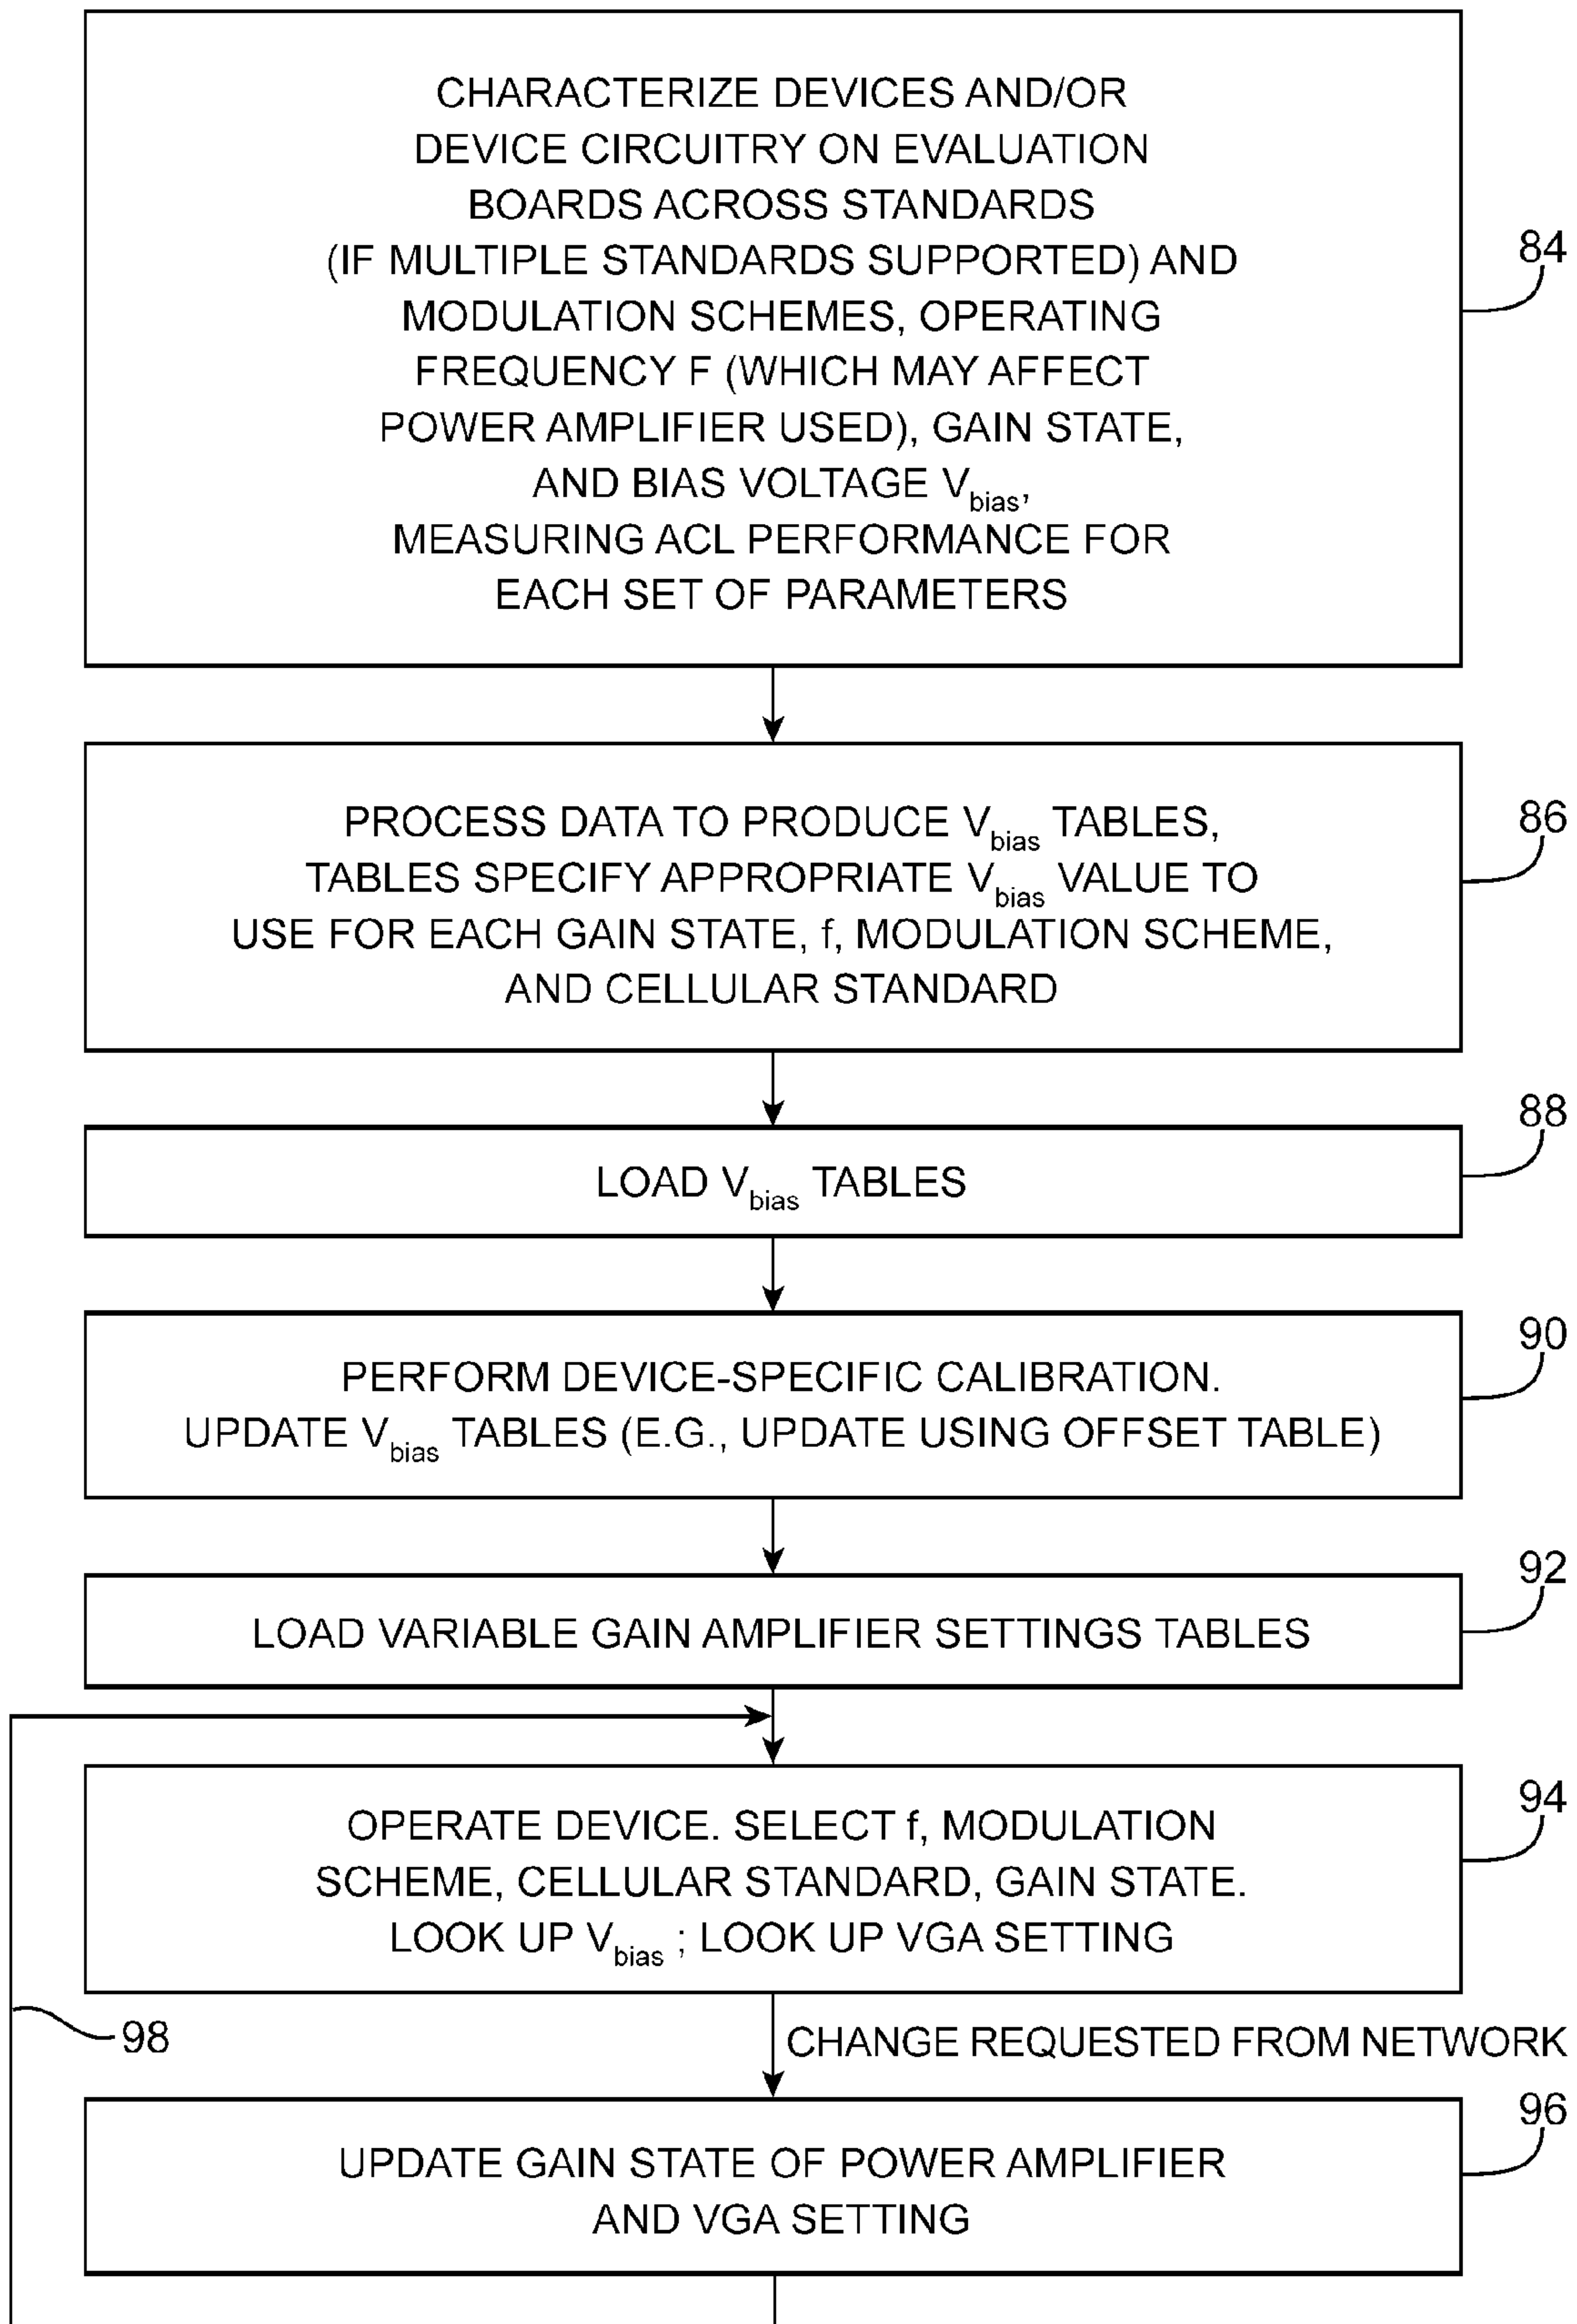 CHARACTERIZE DEVICES AND/OR
DEVICE CIRCUITRY ON EVALUATION
BOARDS ACROSS STANDARDS
(IF MULTIPLE STANDARDS SUPPORTED) AND
MODULATION SCHEMES, OPERATING
FREQUENCY F (WHICH MAY AFFECT
POWER AMPLIFIER USED), GAIN STATE,
AND BIAS VOLTAGE Vbias,
MEASURING ACL PERFORMANCE FOR
EACH SET OF PARAMETERS
84
PROCESS DATA TO PRODUCE Vbias TABLES,
TABLES SPECIFY APPROPRIATE Vbias VALUE TO
USE FOR EACH GAIN STATE, f, MODULATION SCHEME,
AND CELLULAR STANDARD
86
LOAD Vbias TABLES
88
PERFORM DEVICE-SPECIFIC CALIBRATION.
UPDATE Vbias TABLES (E.G., UPDATE USING OFFSET TABLE)
90
LOAD VARIABLE GAIN AMPLIFIER SETTINGS TABLES
92
OPERATE DEVICE. SELECT f, MODULATION
SCHEME, CELLULAR STANDARD, GAIN STATE.
LOOK UP Vbias ; LOOK UP VGA SETTING
94
98
CHANGE REQUESTED FROM NETWORK
UPDATE GAIN STATE OF POWER AMPLIFIER
AND VGA SETTING
96